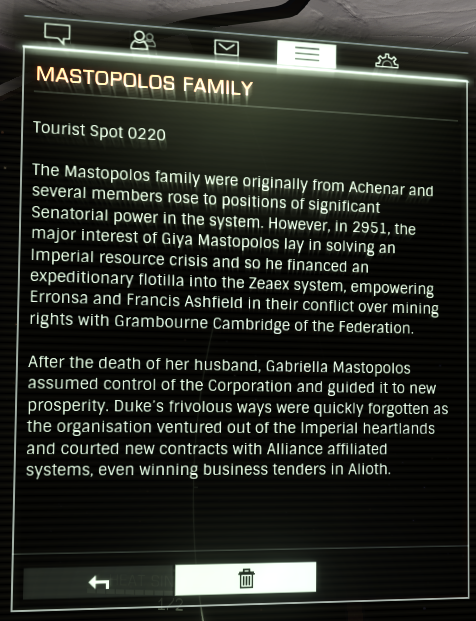 MASTOPOLOS FAMILY
Tourist Spot 0220
The Mastopolos family were originally from Achenar and
several members rose to positions of significant
Senatorial power in the system. However, in 2951, the
major interest of Giya Mastopolos lay in solving an
Imperial resource crisis and so he financed an
expeditionary flotilla into the Zeaex system, empowering
Erronsa and Francis Ashfield in their conflict over mining
rights with Grambourne Cambridge of the Federation.
After the death of her husband, Gabriella Mastopolos
assumed control of the Corporation and guided it to new
prosperity. Duke's frivolous ways were quickly forgotten as
the organisation ventured out of the Imperial heartlands
and courted new contracts with Alliance affiliated
systems, even winning business tenders in Alioth.
1/2